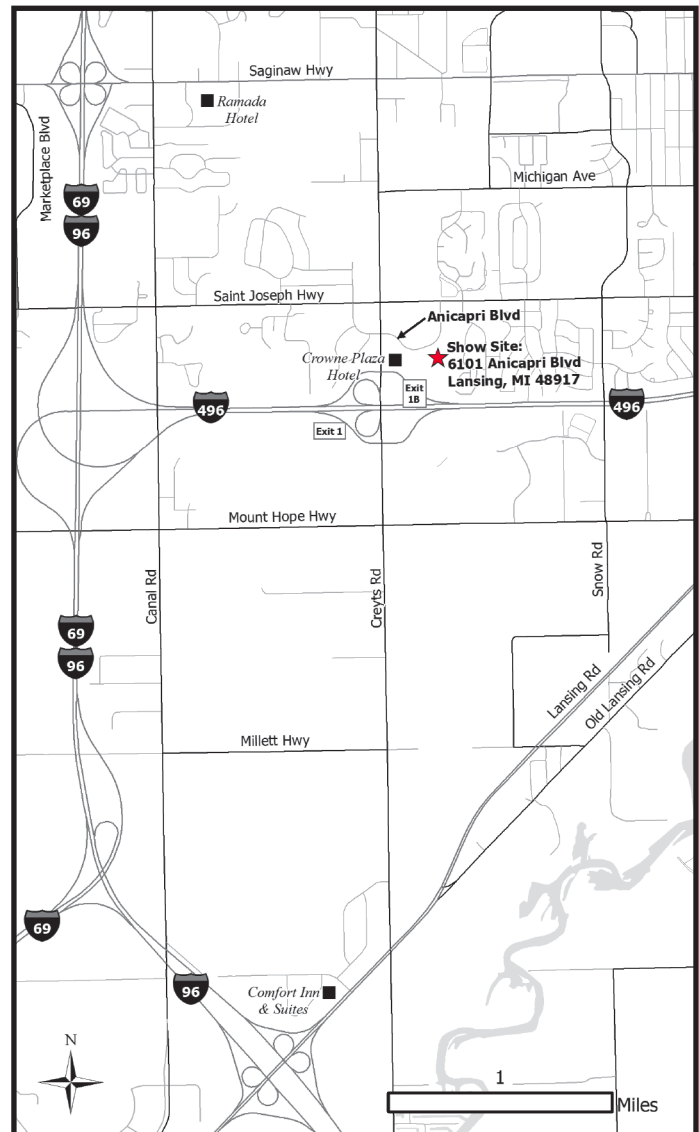 Saginaw Hwy
Ramada
Hotel
Marketplace Blvd
Michigan Ave
69
96
Saint Joseph Hwy
Anicapri Blvd
Crowne Plaza
Hotel
Show Site:
6101 Anicapri Blvd
Lansing, MI 48917
Exit
1B
496
496
Exit 1
Mount Hope Hwy
Canal Rd
Creyts Rd
Snow Rd
69
96
Lansing Rd
Old Lansing Rd
Millett Hwy
69
96
Comfort Inn
& Suites
N
1
Miles